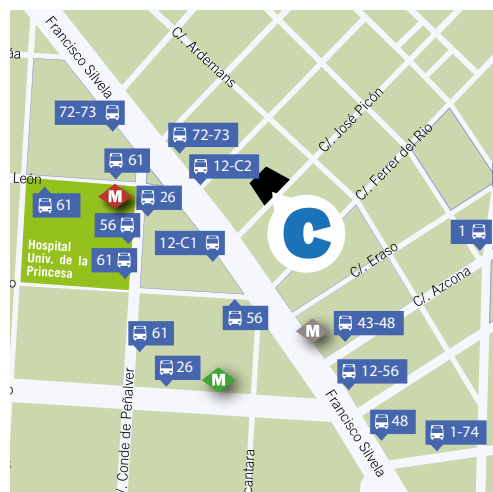 Francisco Silvela
C/. Ardemans
72-73
C/. José Picón
72-73
C/. Ferrer del Rio
61
12-C2
León
M
26
61
56
1
12-C1
C
Hospital
Univ. de la
Princesa
61
C/. Eraso
C/. Azcona
56
43-48
M
61
26
M
12-56
Conde de Peñalver
Francisco Silvela
48
1-74